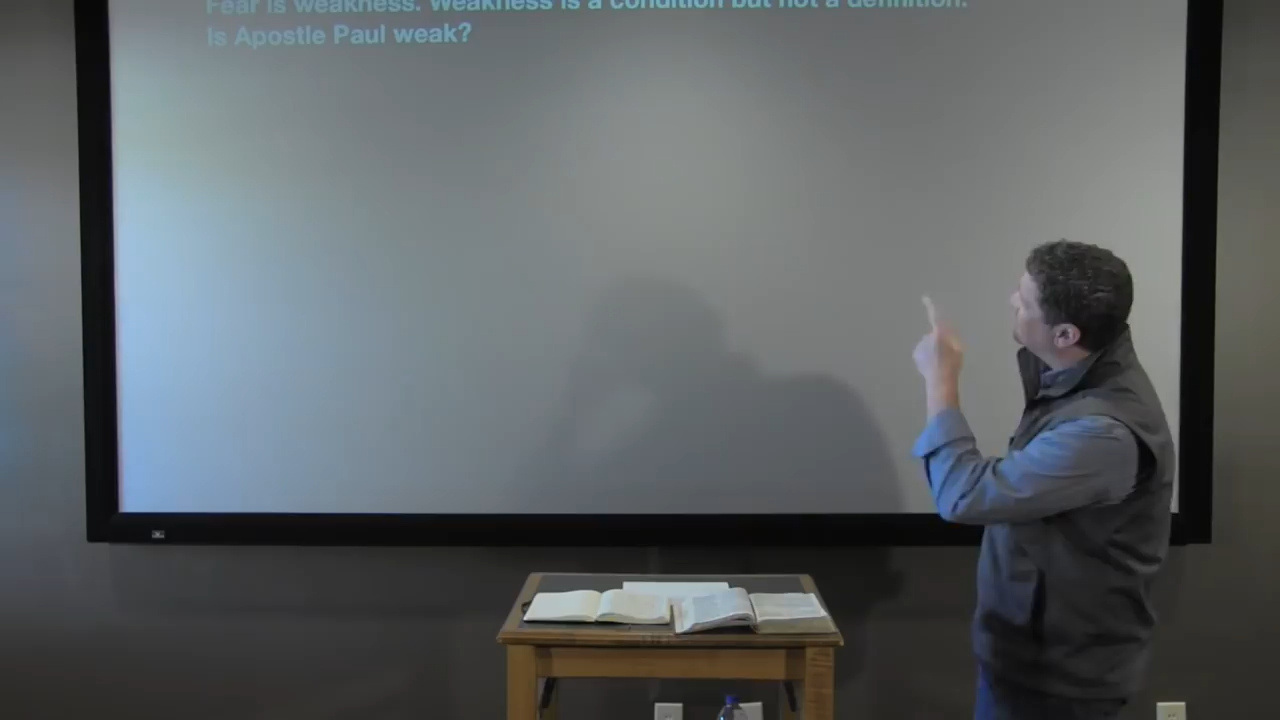 Fear is weakness. Weakness is a condition but not a definition.
Is Apostle Paul weak?